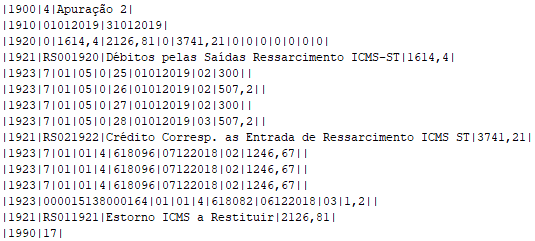 |1900|4|Apuração 2|
|1910|01012019|31012019|
|1920|0|1614,4|2126,81|0|3741,21|0|0|0|0|0|0|0|
|1921|RS001920|Débitos pelas Saídas Ressarcimento ICMS-ST|1614,4|
|1923|7|01|05|0|25|01012019|02|300||
|1923|7|01|05|0|26|01012019|02|507,2||
|1923|7|01|05|0|27|01012019|02|300||
|1923|7|01|05|0|28|01012019|03|507,2||
|1921|RS021922|Crédito Corresp. as Entrada de Ressarcimento ICMS ST|3741,21|
|1923|7|01|01|4|618096|07122018|02|1246,67||
|1923|7|01|01|4|618096|07122018|02|1246,67||
|1923|7|01|01|4|618096|07122018|02|1246,67||
|1923|000015138000164|01|01|4|618082|06122018|03|1,2||
|1921|RS011921|Estorno ICMS a Restituir|2126,81|
|1990|17|